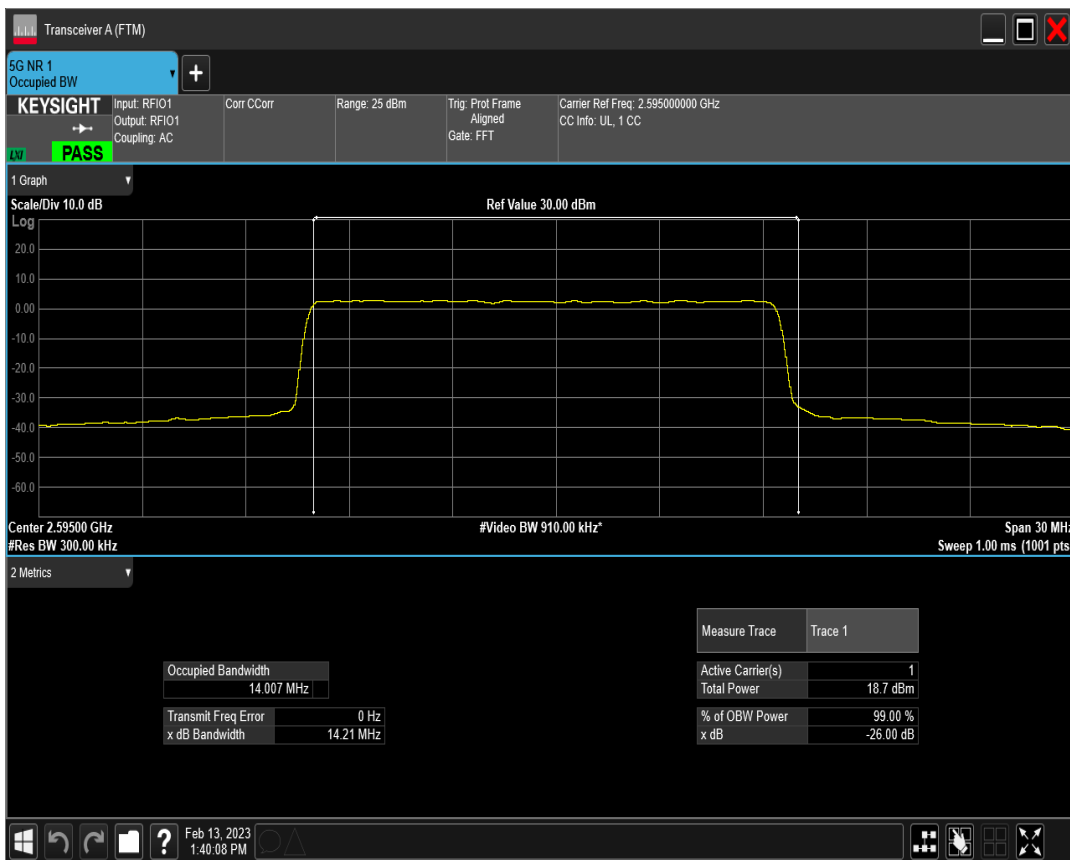 Transceiver A (FTM)
5G NR 1
Occupied BW
+
KEYSIGHT
LXI
PASS
Input: RFIO1
Output: RFIO1
Coupling: AC
Corr CCorr
Range: 25 dBm
Trig: Prot Frame
Aligned
Gate: FFT
Carrier Ref Freq: 2.595000000 GHz
CC Info: UL, 1 CC
1 Graph
Scale/Div 10.0 dB
Ref Value 30.00 dBm
Log
20.0
10.0
0.00
-10.0
-20.0
-30.0
-40.0
-50.0
-60.0
Center 2.59500 GHz
#Video BW 910.00 kHz*
Span 30 MHz
#Res BW 300.00 kHz
Sweep 1.00 ms (1001 pts
2 Metrics
Measure Trace Trace 1
Occupied Bandwidth
14.007 MHz
Active Carrier(s) 1
Total Power 18.7 dBm
Transmit Freq Error 0 Hz
x dB Bandwidth 14.21 MHz
% of OBW Power 99.00 %
x dB -26.00 dB
?
Feb 13, 2023
1:40:08 PM